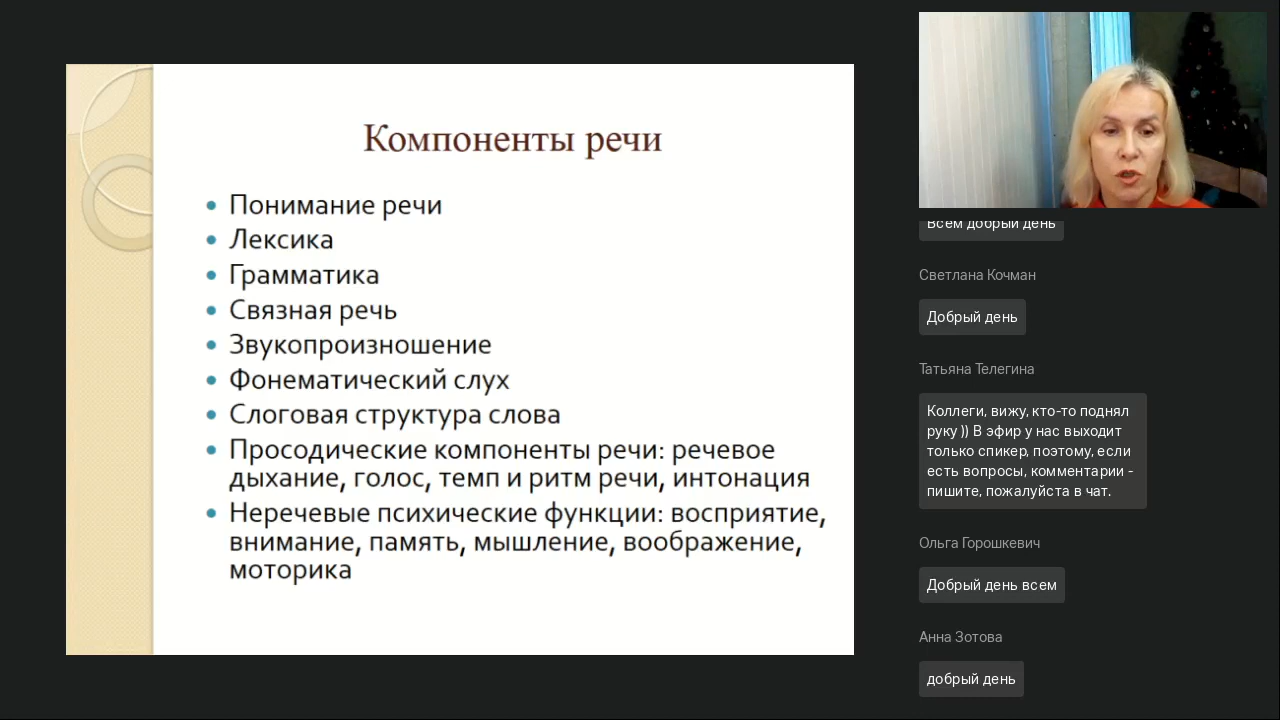 Компоненты речи
Понимание речи
Лексика
Грамматика
Связная речь
Звукопроизношение
Фонематический слух
Слоговая структура слова
Просодические компоненты речи: речевое
дыхание, голос, темп и ритм речи, интонация
Неречевые психические функции: восприятие,
внимание, память, мышление, воображение,
моторика
Всем добрый день
Светлана Кочман
Добрый день
Татьяна Телегина
Коллеги, вижу, кто-то поднял
руку )) В эфир у нас выходит
только спикер, поэтому, если
есть вопросы, комментарии -
пишите, пожалуйста в чат.
Ольга Горошкевич
Добрый день всем
Анна Зотова
добрый день